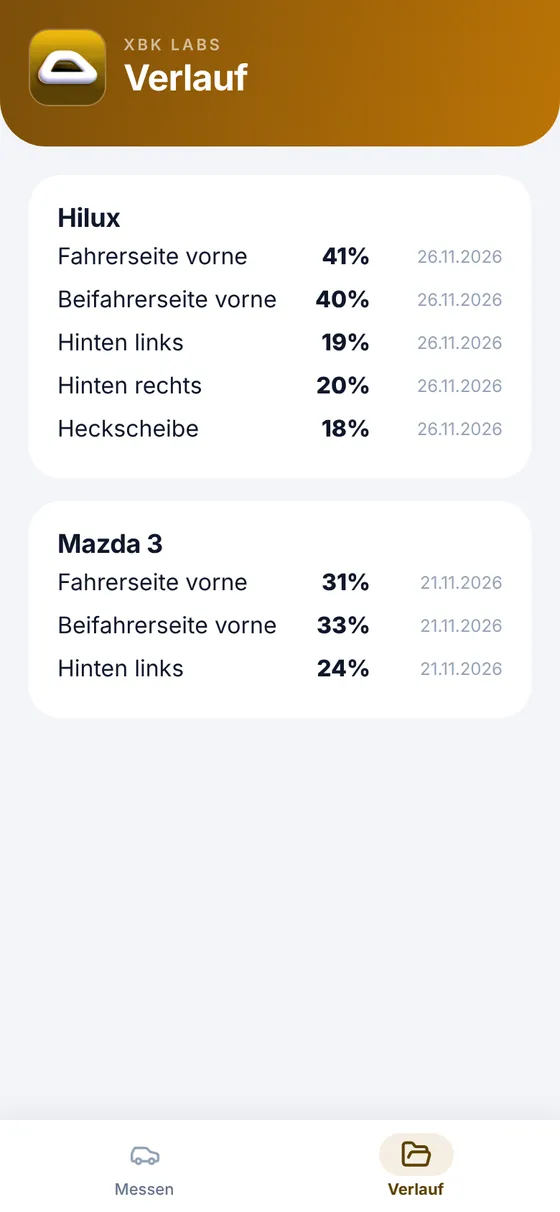 XBK LABS
Verlauf
Hilux
Fahrerseite vorne 41% 26.11.2026
Beifahrerseite vorne 40% 26.11.2026
Hinten links 19% 26.11.2026
Hinten rechts 20% 26.11.2026
Heckscheibe 18% 26.11.2026
Mazda 3
Fahrerseite vorne 31% 21.11.2026
Beifahrerseite vorne 33% 21.11.2026
Hinten links 24% 21.11.2026
Messen Verlauf